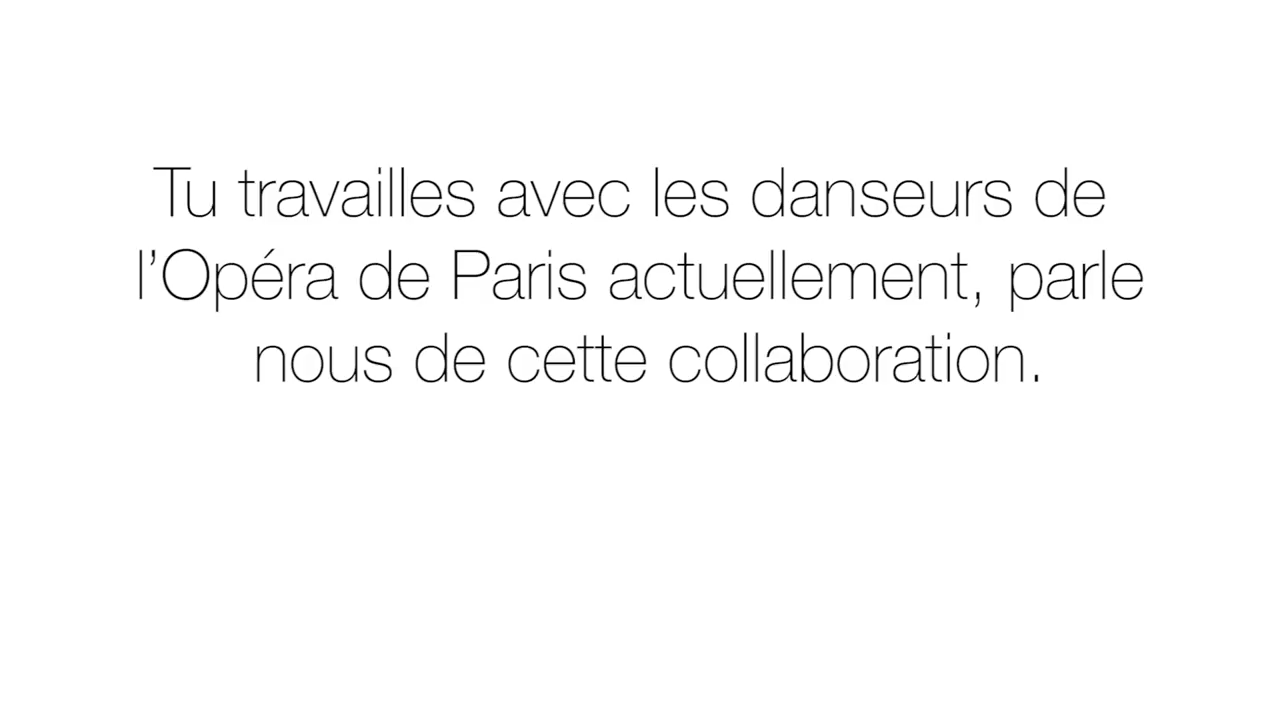 Tu travailles avec les danseurs de
l’Opéra de Paris actuellement, parle
nous de cette collaboration.